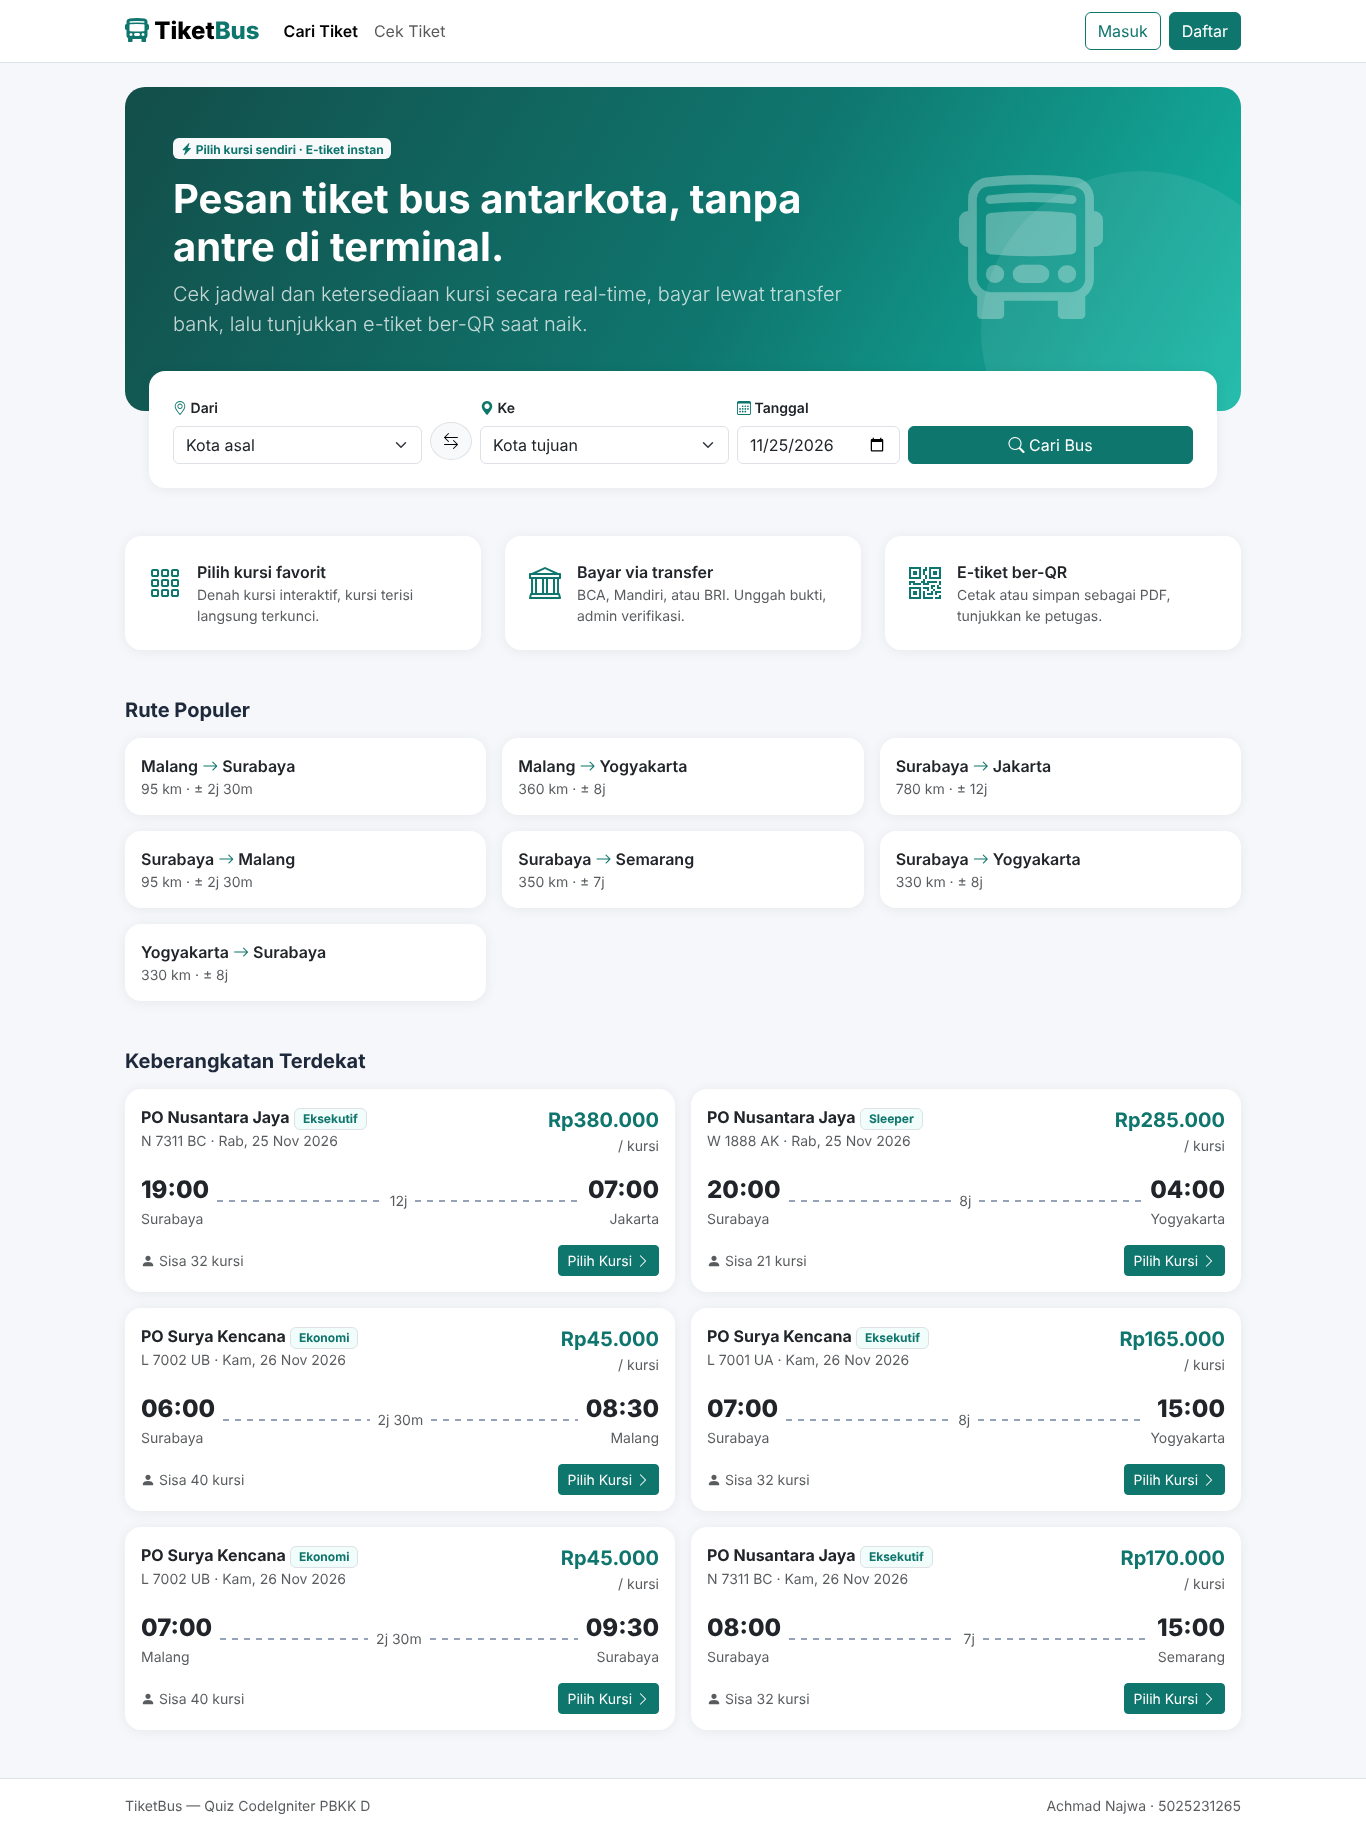 TiketBus Cari Tiket Cek Tiket Masuk Daftar
Pilih kursi sendiri · E-tiket instan
Pesan tiket bus antarkota, tanpa
antre di terminal.
Cek jadwal dan ketersediaan kursi secara real-time, bayar lewat transfer
bank, lalu tunjukkan e-tiket ber-QR saat naik.
Dari
Kota asal
Ke
Kota tujuan
Tanggal
11/25/2026
Cari Bus
Pilih kursi favorit
Denah kursi interaktif, kursi terisi
langsung terkunci.
Bayar via transfer
BCA, Mandiri, atau BRI. Unggah bukti,
admin verifikasi.
E-tiket ber-QR
Cetak atau simpan sebagai PDF,
tunjukkan ke petugas.
Rute Populer
Malang → Surabaya
95 km · ± 2j 30m
Malang → Yogyakarta
360 km · ± 8j
Surabaya → Jakarta
780 km · ± 12j
Surabaya → Malang
95 km · ± 2j 30m
Surabaya → Semarang
350 km · ± 7j
Surabaya → Yogyakarta
330 km · ± 8j
Yogyakarta → Surabaya
330 km · ± 8j
Keberangkatan Terdekat
PO Nusantara Jaya Eksekutif Rp380.000
N 7311 BC · Rab, 25 Nov 2026 / kursi
19:00 12j 07:00
Surabaya Jakarta
Sisa 32 kursi Pilih Kursi
PO Nusantara Jaya Sleeper Rp285.000
W 1888 AK · Rab, 25 Nov 2026 / kursi
20:00 8j 04:00
Surabaya Yogyakarta
Sisa 21 kursi Pilih Kursi
PO Surya Kencana Ekonomi Rp45.000
L 7002 UB · Kam, 26 Nov 2026 / kursi
06:00 2j 30m 08:30
Surabaya Malang
Sisa 40 kursi Pilih Kursi
PO Surya Kencana Eksekutif Rp165.000
L 7001 UA · Kam, 26 Nov 2026 / kursi
07:00 8j 15:00
Surabaya Yogyakarta
Sisa 32 kursi Pilih Kursi
PO Surya Kencana Ekonomi Rp45.000
L 7002 UB · Kam, 26 Nov 2026 / kursi
07:00 2j 30m 09:30
Malang Surabaya
Sisa 40 kursi Pilih Kursi
PO Nusantara Jaya Eksekutif Rp170.000
N 7311 BC · Kam, 26 Nov 2026 / kursi
08:00 7j 15:00
Surabaya Semarang
Sisa 32 kursi Pilih Kursi
TiketBus — Quiz CodeIgniter PBKK D Achmad Najwa · 5025231265